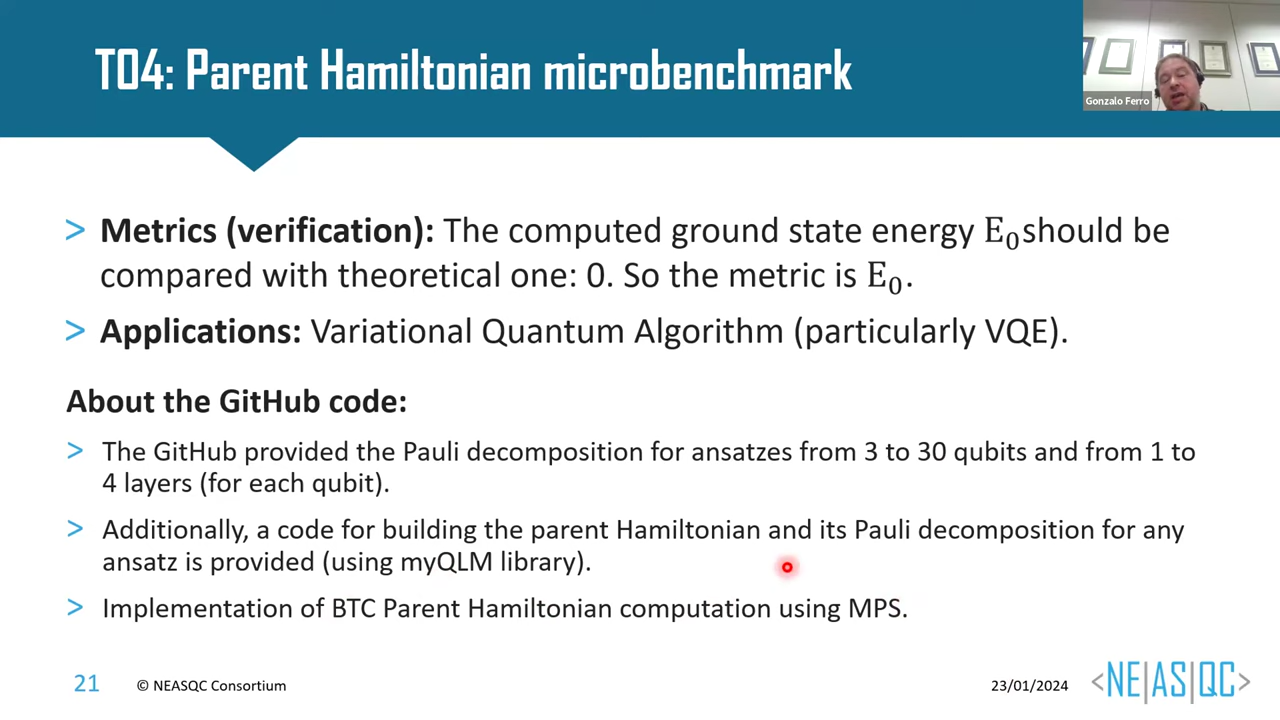 T04: Parent Hamiltonian microbenchmark
Gonzalo Ferro
> Metrics (verification): The computed ground state energy E₀ should be
compared with theoretical one: 0. So the metric is E₀.
> Applications: Variational Quantum Algorithm (particularly VQE).
About the GitHub code:
> The GitHub provided the Pauli decomposition for ansatzes from 3 to 30 qubits and from 1 to
4 layers (for each qubit).
> Additionally, a code for building the parent Hamiltonian and its Pauli decomposition for any
ansatz is provided (using myQLM library).
> Implementation of BTC Parent Hamiltonian computation using MPS.
21 © NEASQC Consortium 23/01/2024 <NE|AS|QC>